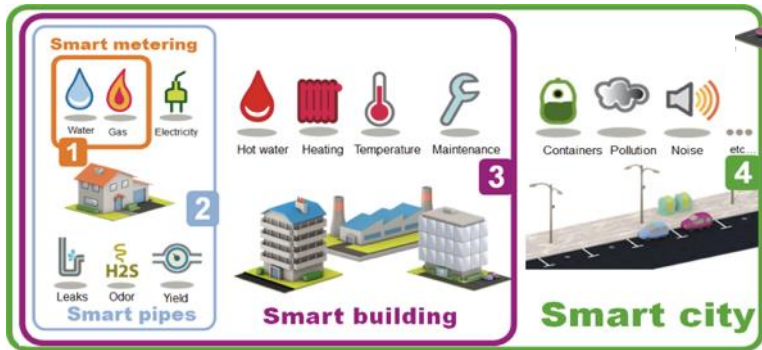 Smart metering
Water
Gas
Electricity
1
2
Leaks
H2S
Odor
Yield
Smart pipes
Hot water
Heating
Temperature
Maintenance
3
Smart building
Containers
Pollution
Noise
etc...
4
Smart city